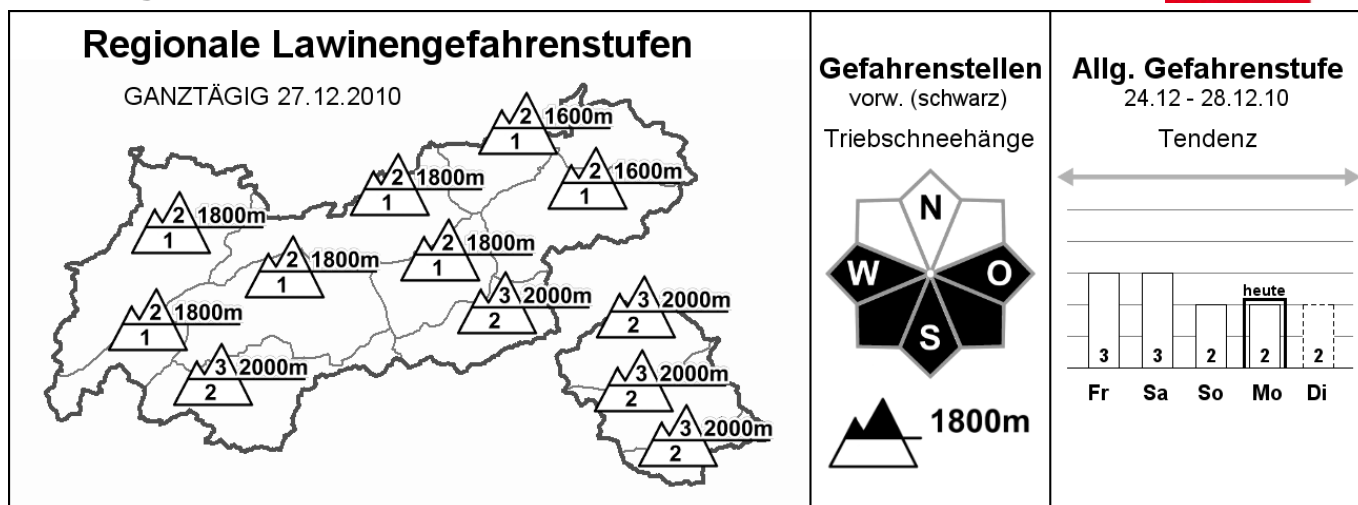 Regionale Lawinengefahrenstufen
GANZTÄGIG 27.12.2010
2 1600m
1
2 1600m
1
2 1800m
1
2 1800m
1
2 1800m
1
2 1800m
1
2 1800m
1
3 2000m
2
3 2000m
2
3 2000m
2
3 2000m
2
3 2000m
2
Gefahrenstellen
vorw. (schwarz)
Triebschneehänge
N
W O
S
1800m
Allg. Gefahrenstufe
24.12 - 28.12.10
Tendenz
heute
3 3 2 2 2
Fr Sa So Mo Di